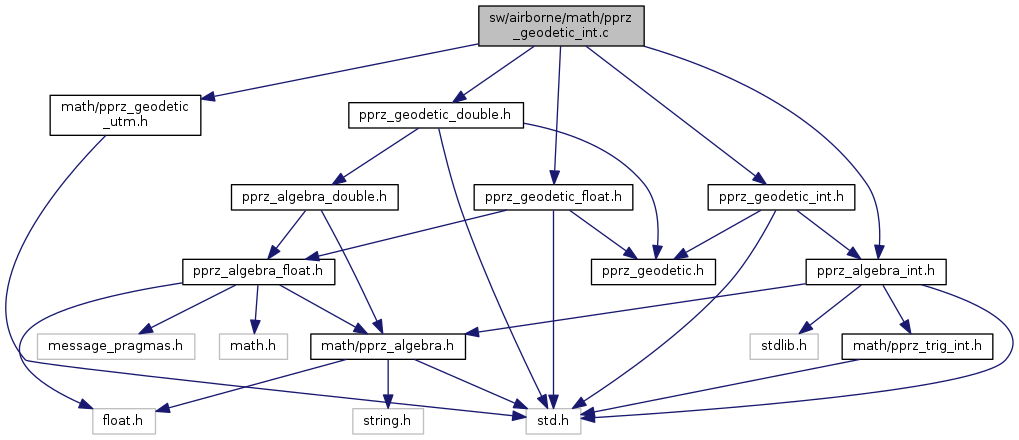 sw/airborne/math/pprz
_geodetic_int.c
math/pprz_geodetic
_utm.h
pprz_geodetic_double.h
pprz_algebra_double.h
pprz_geodetic_float.h
pprz_geodetic_int.h
pprz_algebra_float.h
pprz_geodetic.h
pprz_algebra_int.h
message_pragmas.h
math.h
math/pprz_algebra.h
stdlib.h
math/pprz_trig_int.h
float.h
string.h
std.h